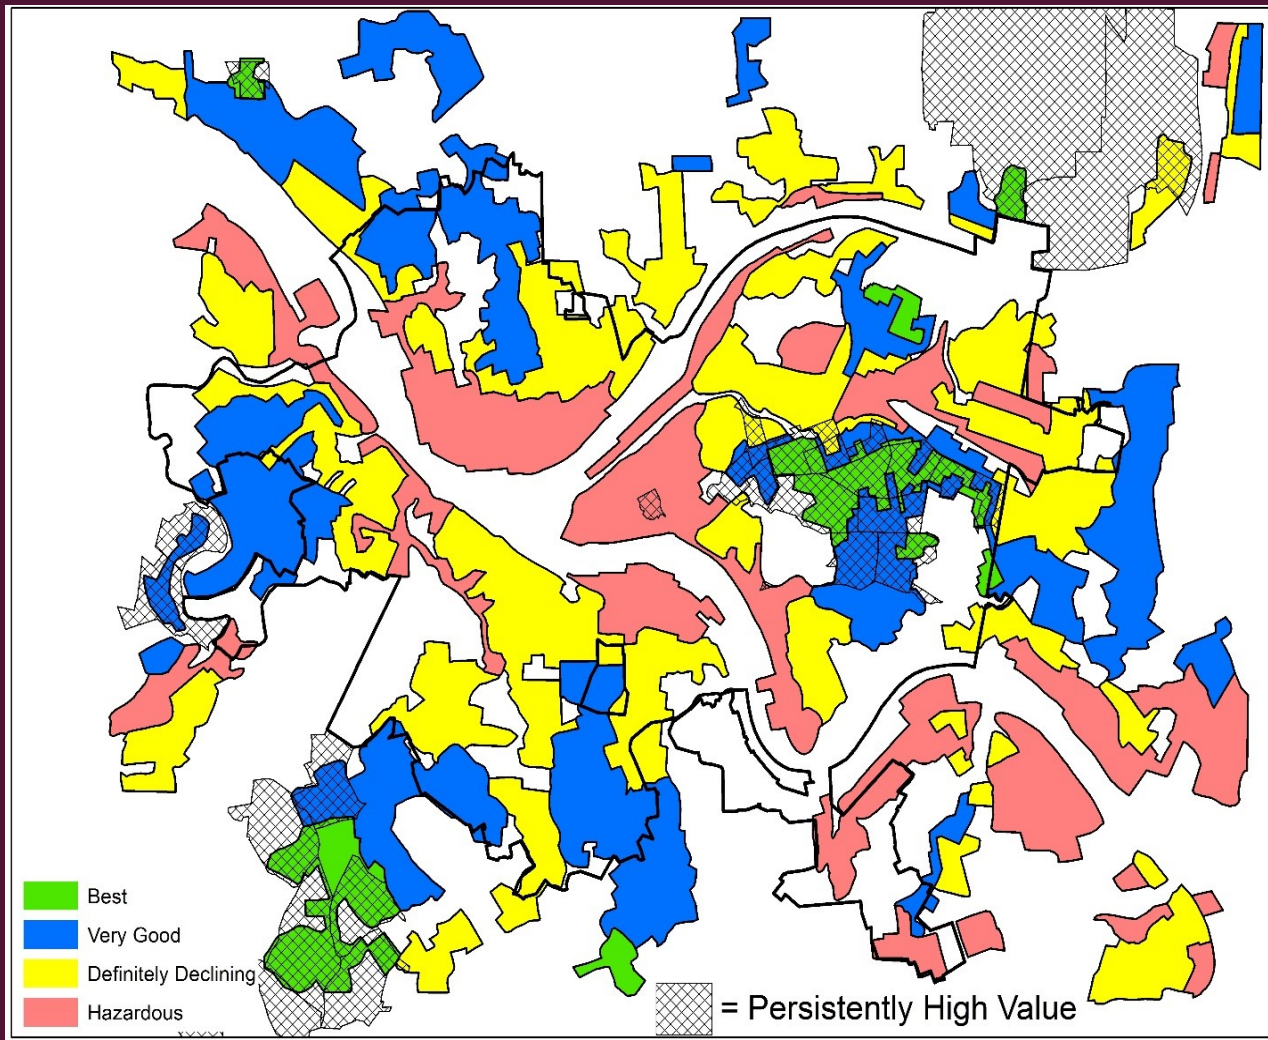 Best
Very Good
Definitely Declining
Hazardous
= Persistently High Value